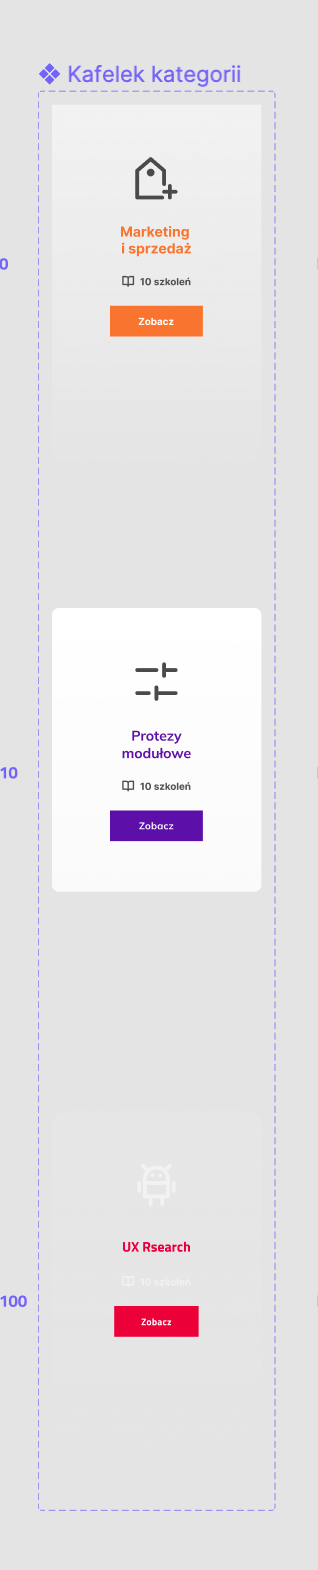 Kafelek kategorii
0
Marketing
i sprzedaż
10 szkoleń
Zobacz
10
Protezy
modułowe
10 szkoleń
Zobacz
UX Rsearch
10 szkoleń
100
Zobacz